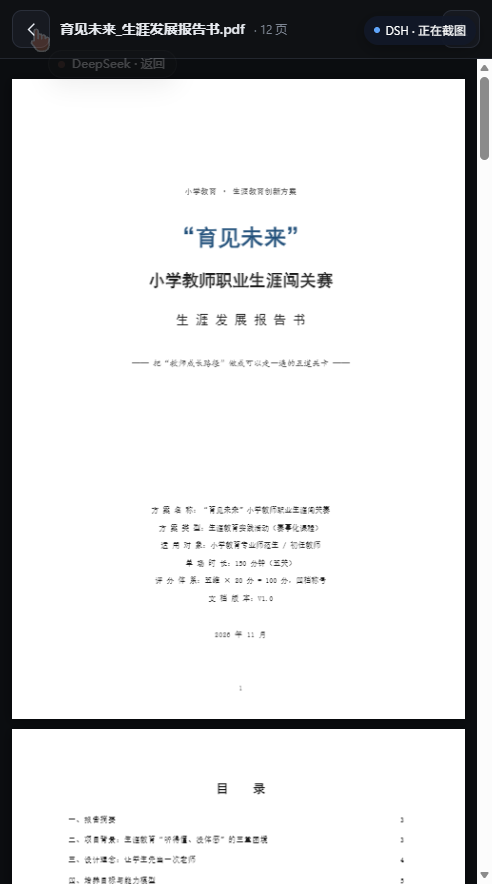 育见未来_生涯发展报告书.pdf · 12 页
DSH · 正在截图
DeepSeek · 返回
小学教育 · 生涯教育创新方案
“育见未来”
小学教师职业生涯闯关赛
生 涯 发 展 报 告 书
—— 把“教师成长路径”做成可以走一遍的五道关卡 ——
方 案 名 称：“育见未来”小学教师职业生涯闯关赛
方 案 类 型：生涯教育实践活动（赛事化课程）
适 用 对 象：小学教育专业师范生 / 初任教师
单 场 时 长：150 分钟（五关）
评 分 体 系：五维 × 20 分 = 100 分，四档称号
文 档 版 本：V1.0
2026 年 11 月
1
目 录
一、报告摘要 3
二、项目背景：生涯教育“听得懂、没体感”的三重困境 3
三、设计理念：让学生先当一次老师 4
四、培养目标与能力模型 5